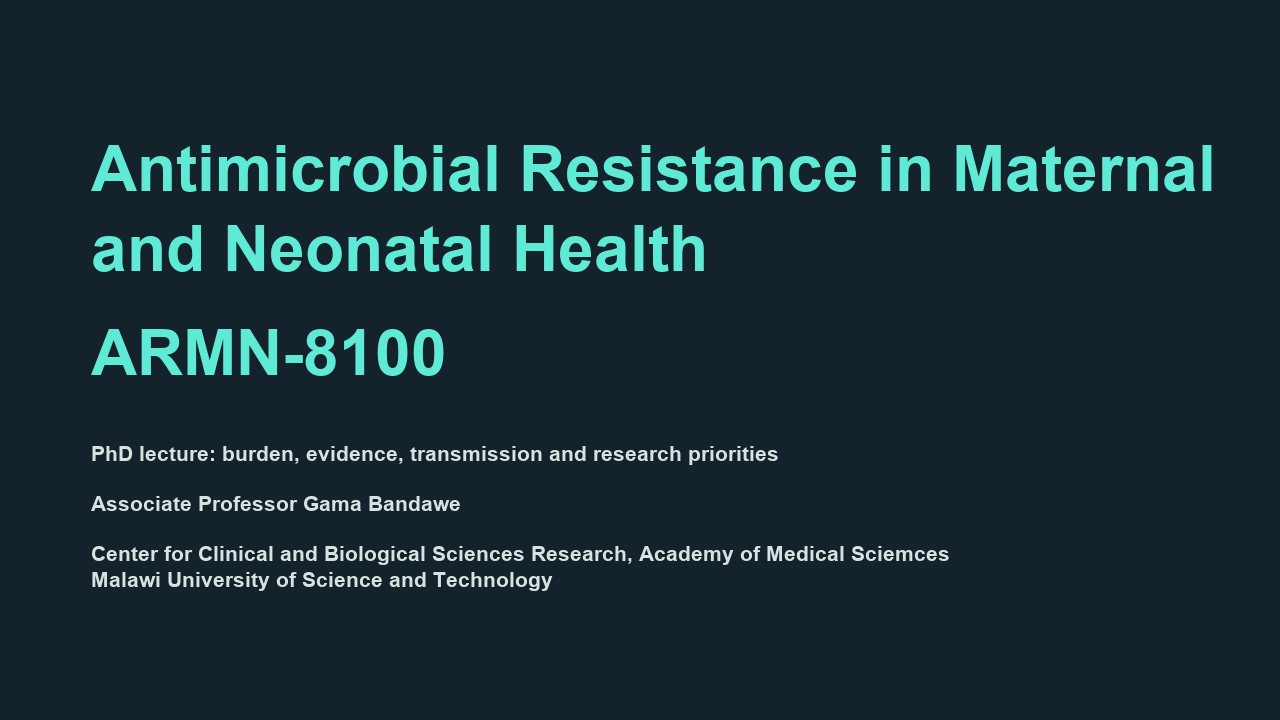 Antimicrobial Resistance in Maternal
and Neonatal Health
ARMN-8100
PhD lecture: burden, evidence, transmission and research priorities
Associate Professor Gama Bandawe
Center for Clinical and Biological Sciences Research, Academy of Medical Sciemces
Malawi University of Science and Technology